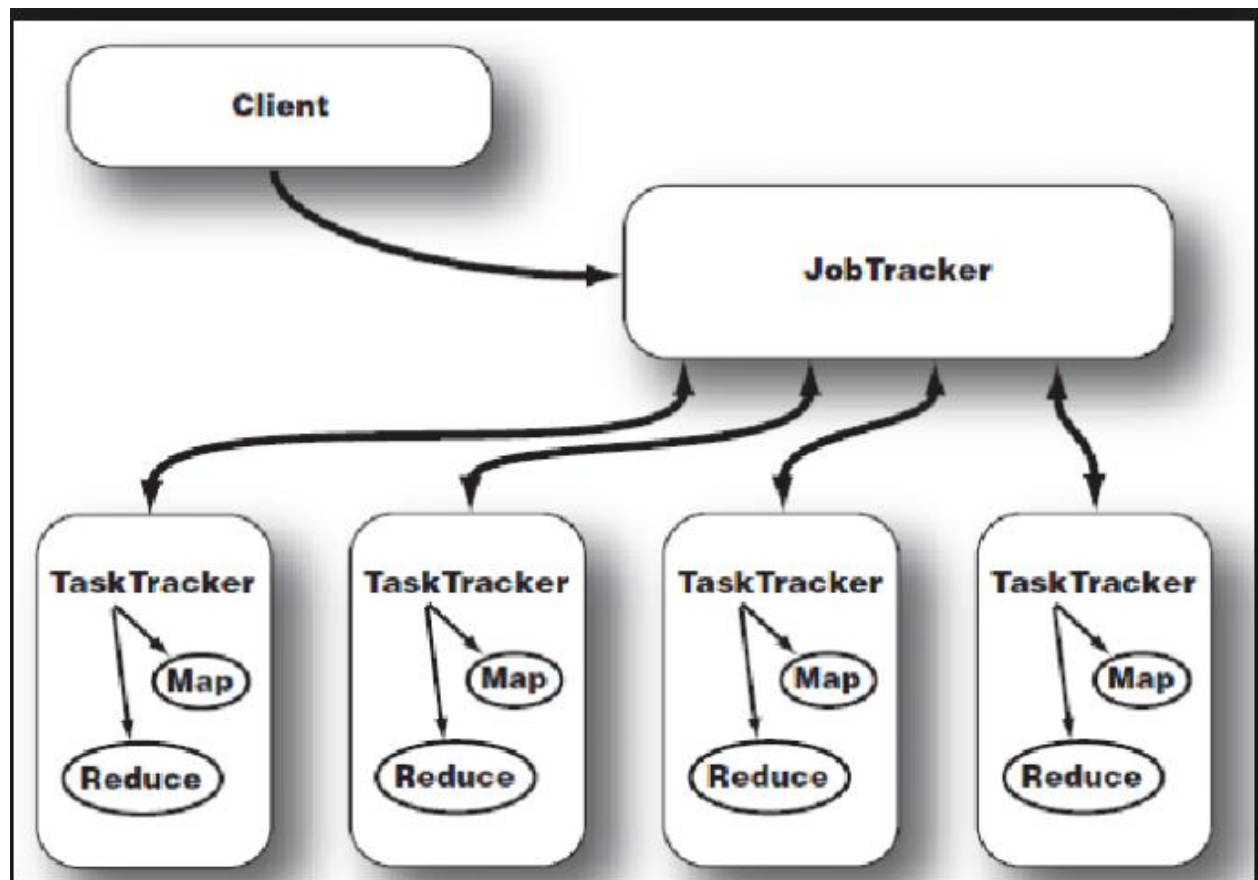 Client
JobTracker
TaskTracker TaskTracker TaskTracker TaskTracker
Map Map Map Map
Reduce Reduce Reduce Reduce